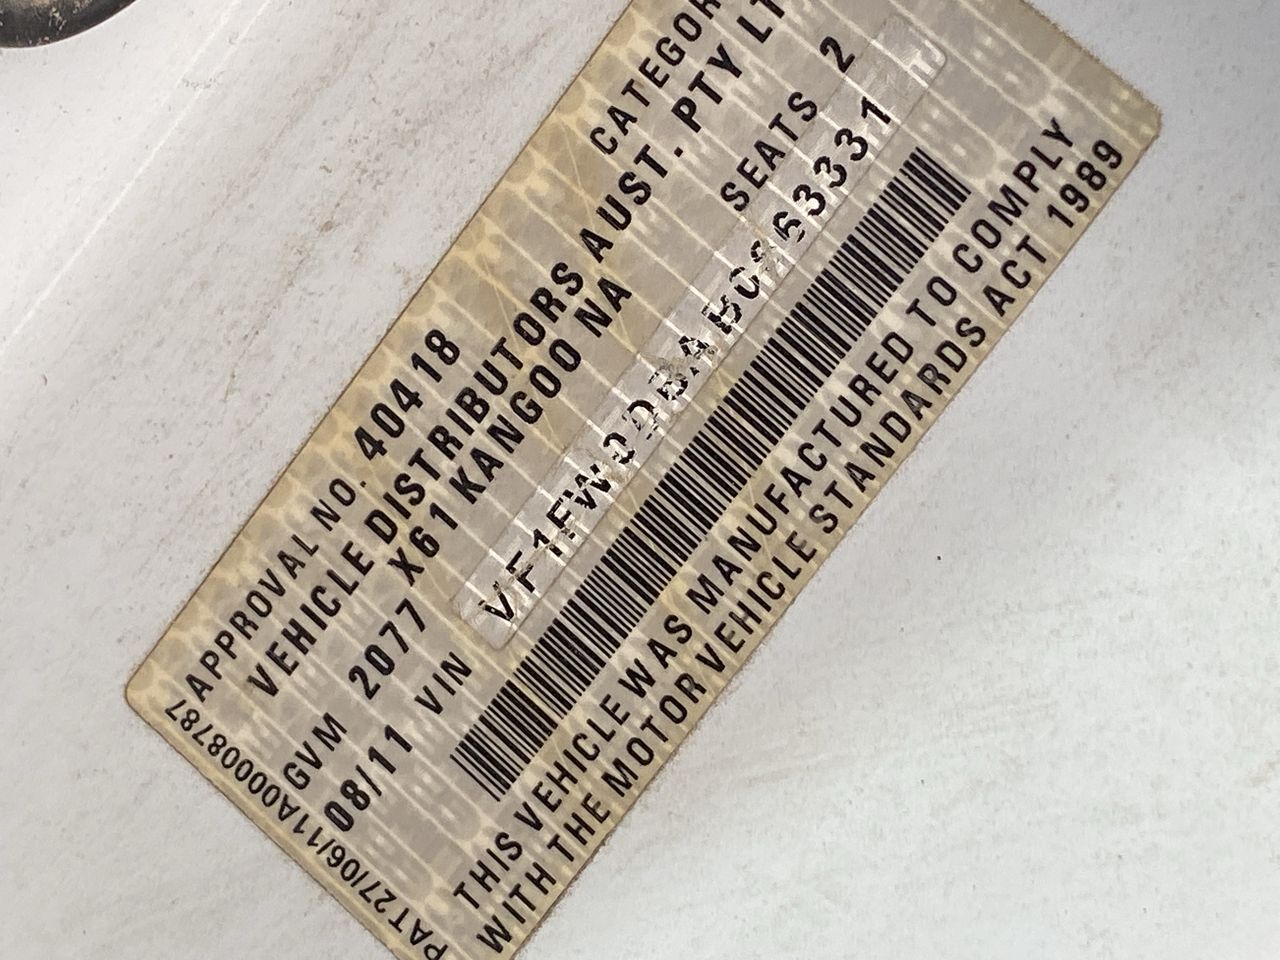 APPROVAL NO. 40418 CATEGOR
VEHICLE DISTRIBUTORS AUST. PTY LT
X61 KANGOO NA
GVM 2077 SEATS 2
08/11 VIN
THIS VEHICLE WAS MANUFACTURED TO COMPLY
WITH THE MOTOR VEHICLE STANDARDS ACT 1989
PAT27/06/11A00008787